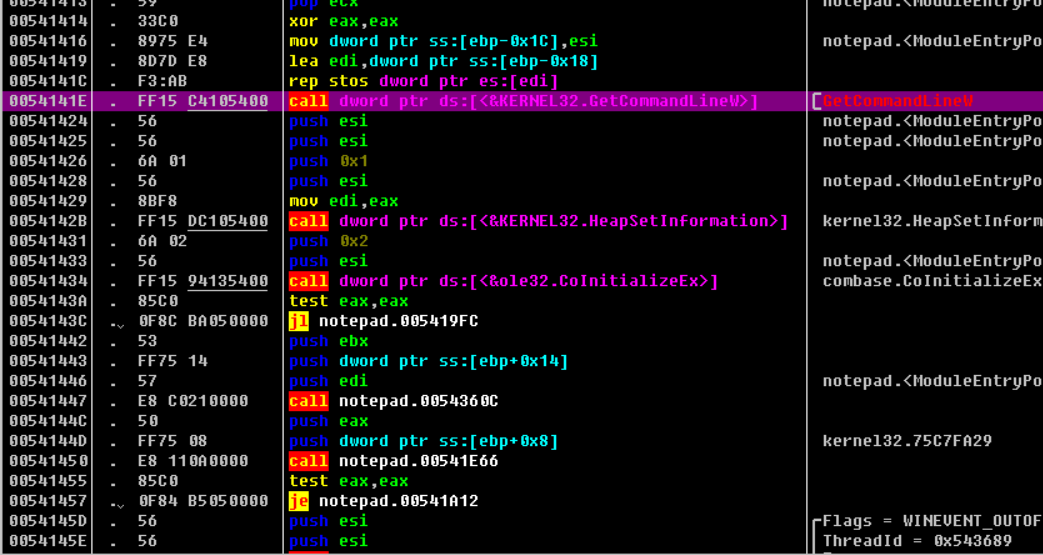 00541413 . 59 pop ecx notepad.<ModuleEntryPo
00541414 . 33C0 xor eax,eax
00541416 . 8975 E4 mov dword ptr ss:[ebp-0x1C],esi notepad.<ModuleEntryPo
00541419 . 8D7D E8 lea edi,dword ptr ss:[ebp-0x18]
0054141C . F3:AB rep stos dword ptr es:[edi]
0054141E . FF15 C4105400 call dword ptr ds:[<&KERNEL32.GetCommandLineW>] GetCommandLineW
00541424 . 56 push esi notepad.<ModuleEntryPo
00541425 . 56 push esi notepad.<ModuleEntryPo
00541426 . 6A 01 push 0x1
00541428 . 56 push esi notepad.<ModuleEntryPo
00541429 . 8BF8 mov edi,eax
0054142B . FF15 DC105400 call dword ptr ds:[<&KERNEL32.HeapSetInformation>] kernel32.HeapSetInform
00541431 . 6A 02 push 0x2
00541433 . 56 push esi notepad.<ModuleEntryPo
00541434 . FF15 94135400 call dword ptr ds:[<&ole32.CoInitializeEx>] combase.CoInitializeEx
0054143A . 85C0 test eax,eax
0054143C . 0F8C BA050000 jl notepad.005419FC
00541442 . 53 push ebx
00541443 . FF75 14 push dword ptr ss:[ebp+0x14]
00541446 . 57 push edi notepad.<ModuleEntryPo
00541447 . E8 C0210000 call notepad.0054360C
0054144C . 50 push eax
0054144D . FF75 08 push dword ptr ss:[ebp+0x8] kernel32.75C7FA29
00541450 . E8 110A0000 call notepad.00541E66
00541455 . 85C0 test eax,eax
00541457 . 0F84 B5050000 je notepad.00541A12
0054145D . 56 push esi Flags = WINEVENT_OUTOF
0054145E . 56 push esi ThreadId = 0x543689